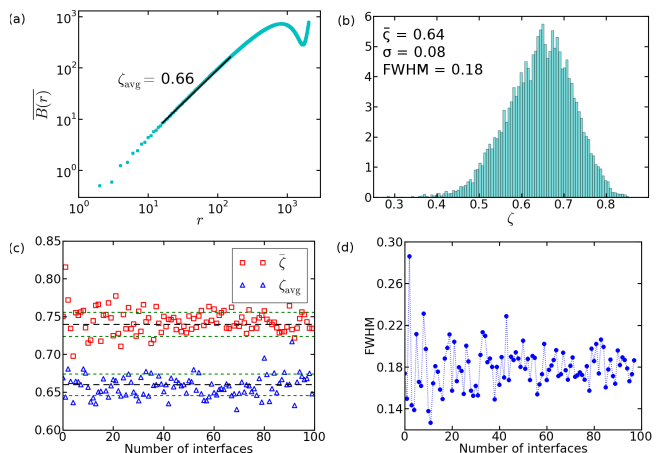 (a)
10³
10²
10¹
10⁰
B(r)
ζavg = 0.66
10⁰ 10¹ 10² 10³
r
(b)
6
5
4
3
2
1
0
ζ̄ = 0.64
σ = 0.08
FWHM = 0.18
0.3 0.4 0.5 0.6 0.7 0.8
ζ
(c)
0.85
0.80
0.75
0.70
0.65
0.60
ζ̄
ζavg
0 20 40 60 80 100
Number of interfaces
(d)
0.30
0.26
0.22
0.18
0.14
FWHM
0 20 40 60 80 100
Number of interfaces